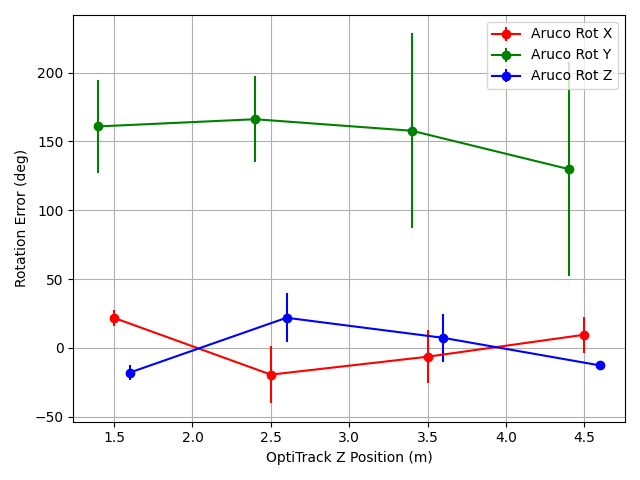 Aruco Rot X
Aruco Rot Y
Aruco Rot Z
200
150
100
50
0
−50
Rotation Error (deg)
1.5 2.0 2.5 3.0 3.5 4.0 4.5
OptiTrack Z Position (m)